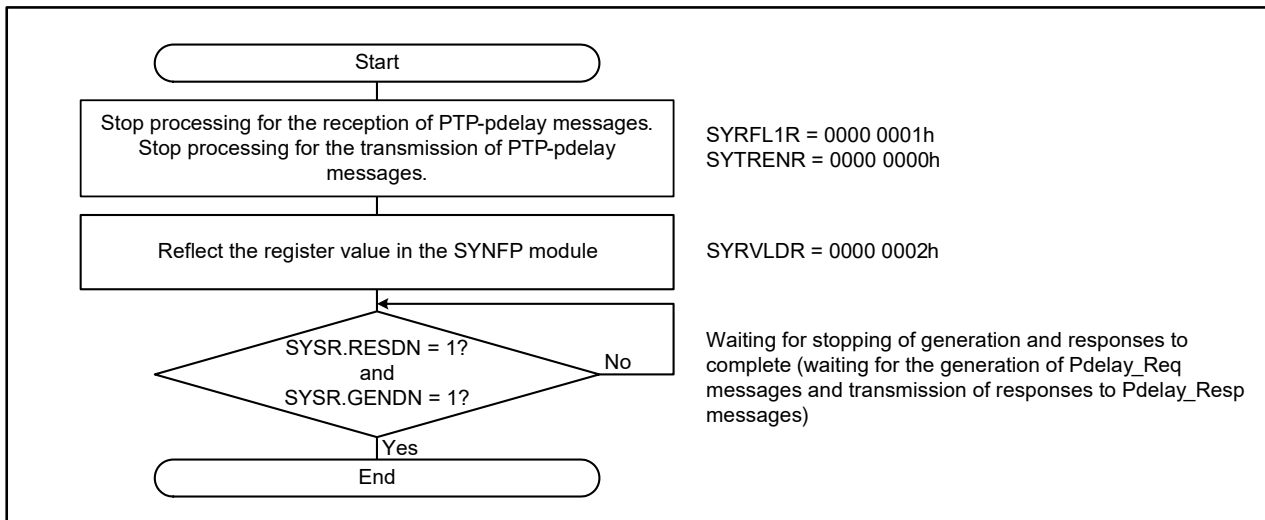 Start
Stop processing for the reception of PTP-pdelay messages.
Stop processing for the transmission of PTP-pdelay
messages.
SYRFL1R = 0000 0001h
SYTRENR = 0000 0000h
Reflect the register value in the SYNFP module
SYRVLDR = 0000 0002h
SYSR.RESDN = 1?
and
SYSR.GENDN = 1?
No
Yes
Waiting for stopping of generation and responses to
complete (waiting for the generation of Pdelay_Req
messages and transmission of responses to Pdelay_Resp
messages)
End